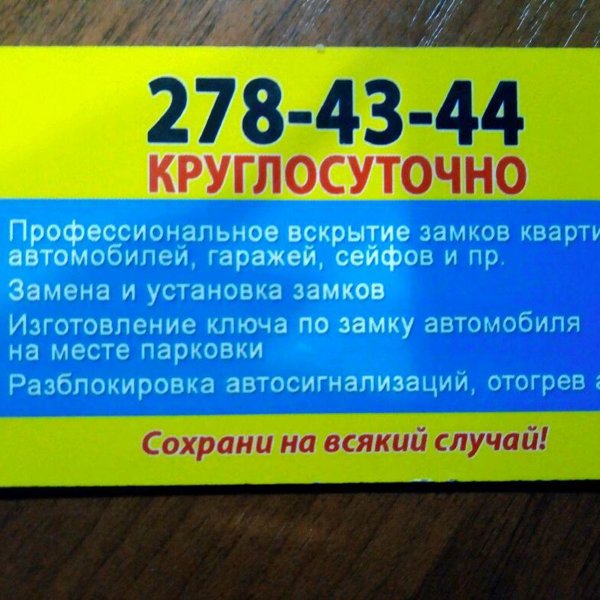 278-43-44
КРУГЛОСУТОЧНО
Профессиональное вскрытие замков кварти
автомобилей, гаражей, сейфов и пр.
Замена и установка замков
Изготовление ключа по замку автомобиля
на месте парковки
Разблокировка автосигнализаций, отогрев а
Сохрани на всякий случай!